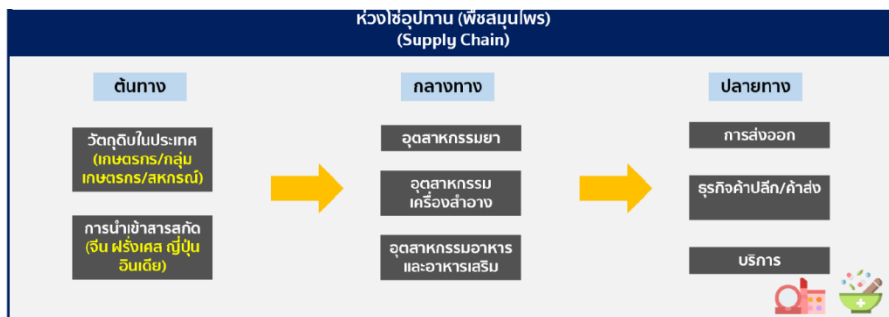 ห่วงโซ่อุปทาน (พืชสมุนไพร)
(Supply Chain)
ต้นทาง
วัตถุดิบในประเทศ
(เกษตรกร/กลุ่ม
เกษตรกร/สหกรณ์)
การนำเข้าสารสกัด
(จีน ฝรั่งเศส ญี่ปุ่น
อินเดีย)
กลางทาง
อุตสาหกรรมยา
อุตสาหกรรม
เครื่องสำอาง
อุตสาหกรรมอาหาร
และอาหารเสริม
ปลายทาง
การส่งออก
ธุรกิจค้าปลีก/ค้าส่ง
บริการ